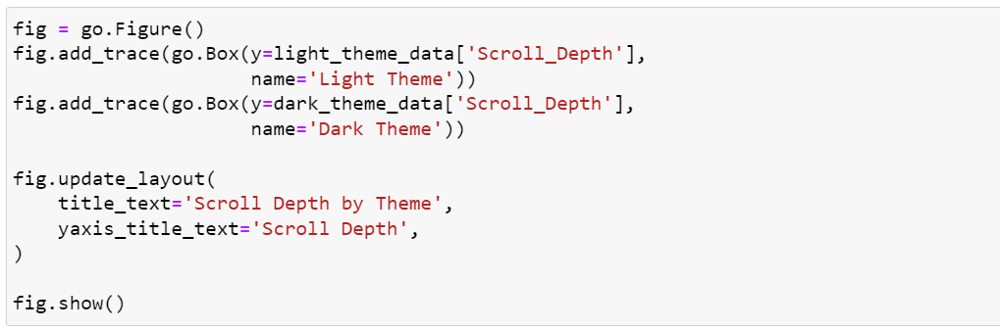 fig = go.Figure()
fig.add_trace(go.Box(y=light_theme_data['Scroll_Depth'],
                     name='Light Theme'))
fig.add_trace(go.Box(y=dark_theme_data['Scroll_Depth'],
                     name='Dark Theme'))

fig.update_layout(
    title_text='Scroll Depth by Theme',
    yaxis_title_text='Scroll Depth',
)

fig.show()